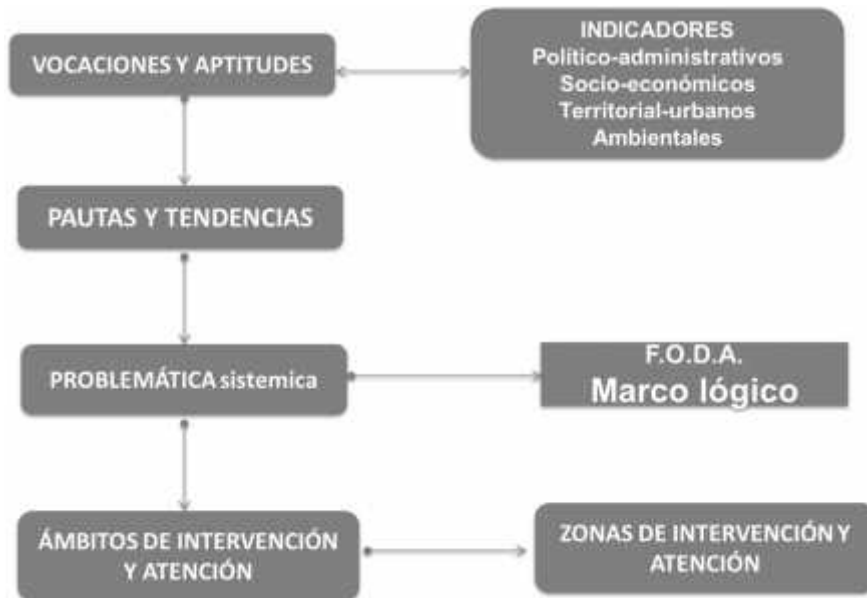 VOCACIONES Y APTITUDES
INDICADORES
Político-administrativos
Socio-económicos
Territorial-urbanos
Ambientales
PAUTAS Y TENDENCIAS
PROBLEMÁTICA sistemica
F.O.D.A.
Marco lógico
ÁMBITOS DE INTERVENCIÓN
Y ATENCIÓN
ZONAS DE INTERVENCIÓN Y
ATENCIÓN